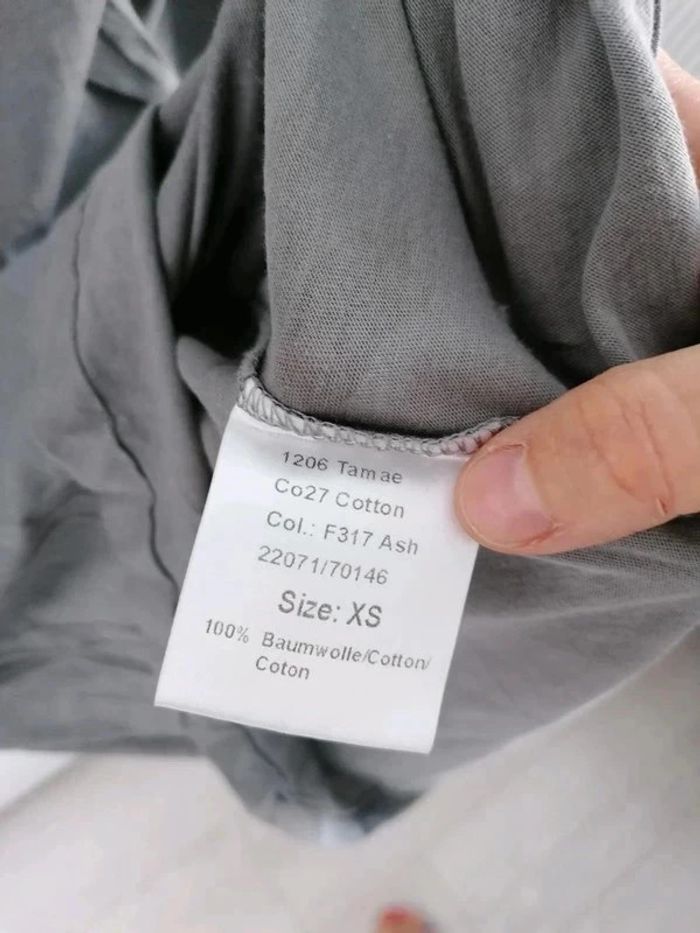 1206 Tamae
Co27 Cotton
Col.: F317 Ash
22071/70146
Size: XS
100% Baumwolle/Cotton/
Coton